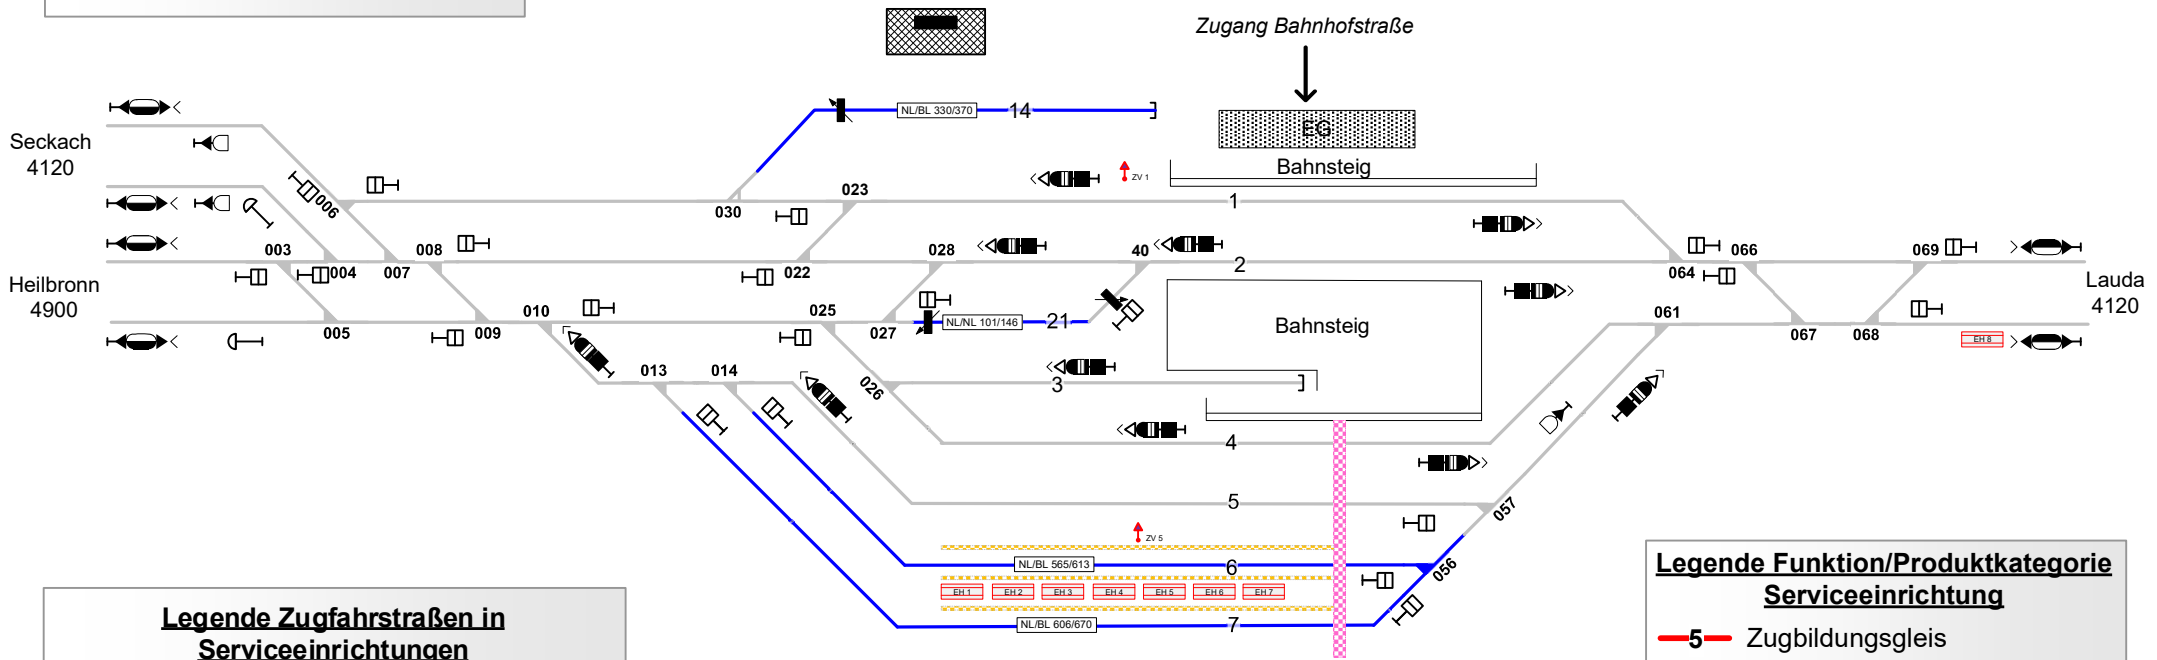 Zugang Bahnhofstraße
NL/BL 330/370
14
EG
Seckach
4120
Bahnsteig
ZV 1
006
023
030
1
003
004
007
008
022
028
40
2
064
066
069
Heilbronn
4900
Lauda
4120
005
009
010
025
027
NL/NL 101/146
21
Bahnsteig
061
067
068
EH 8
013
014
026
3
4
5
057
ZV 5
NL/BL 565/613
6
056
EH 1
EH 2
EH 3
EH 4
EH 5
EH 6
EH 7
NL/BL 606/670
7
Legende Zugfahrstraßen in
Serviceeinrichtungen
Legende Funktion/Produktkategorie
Serviceeinrichtung
5 Zugbildungsgleis